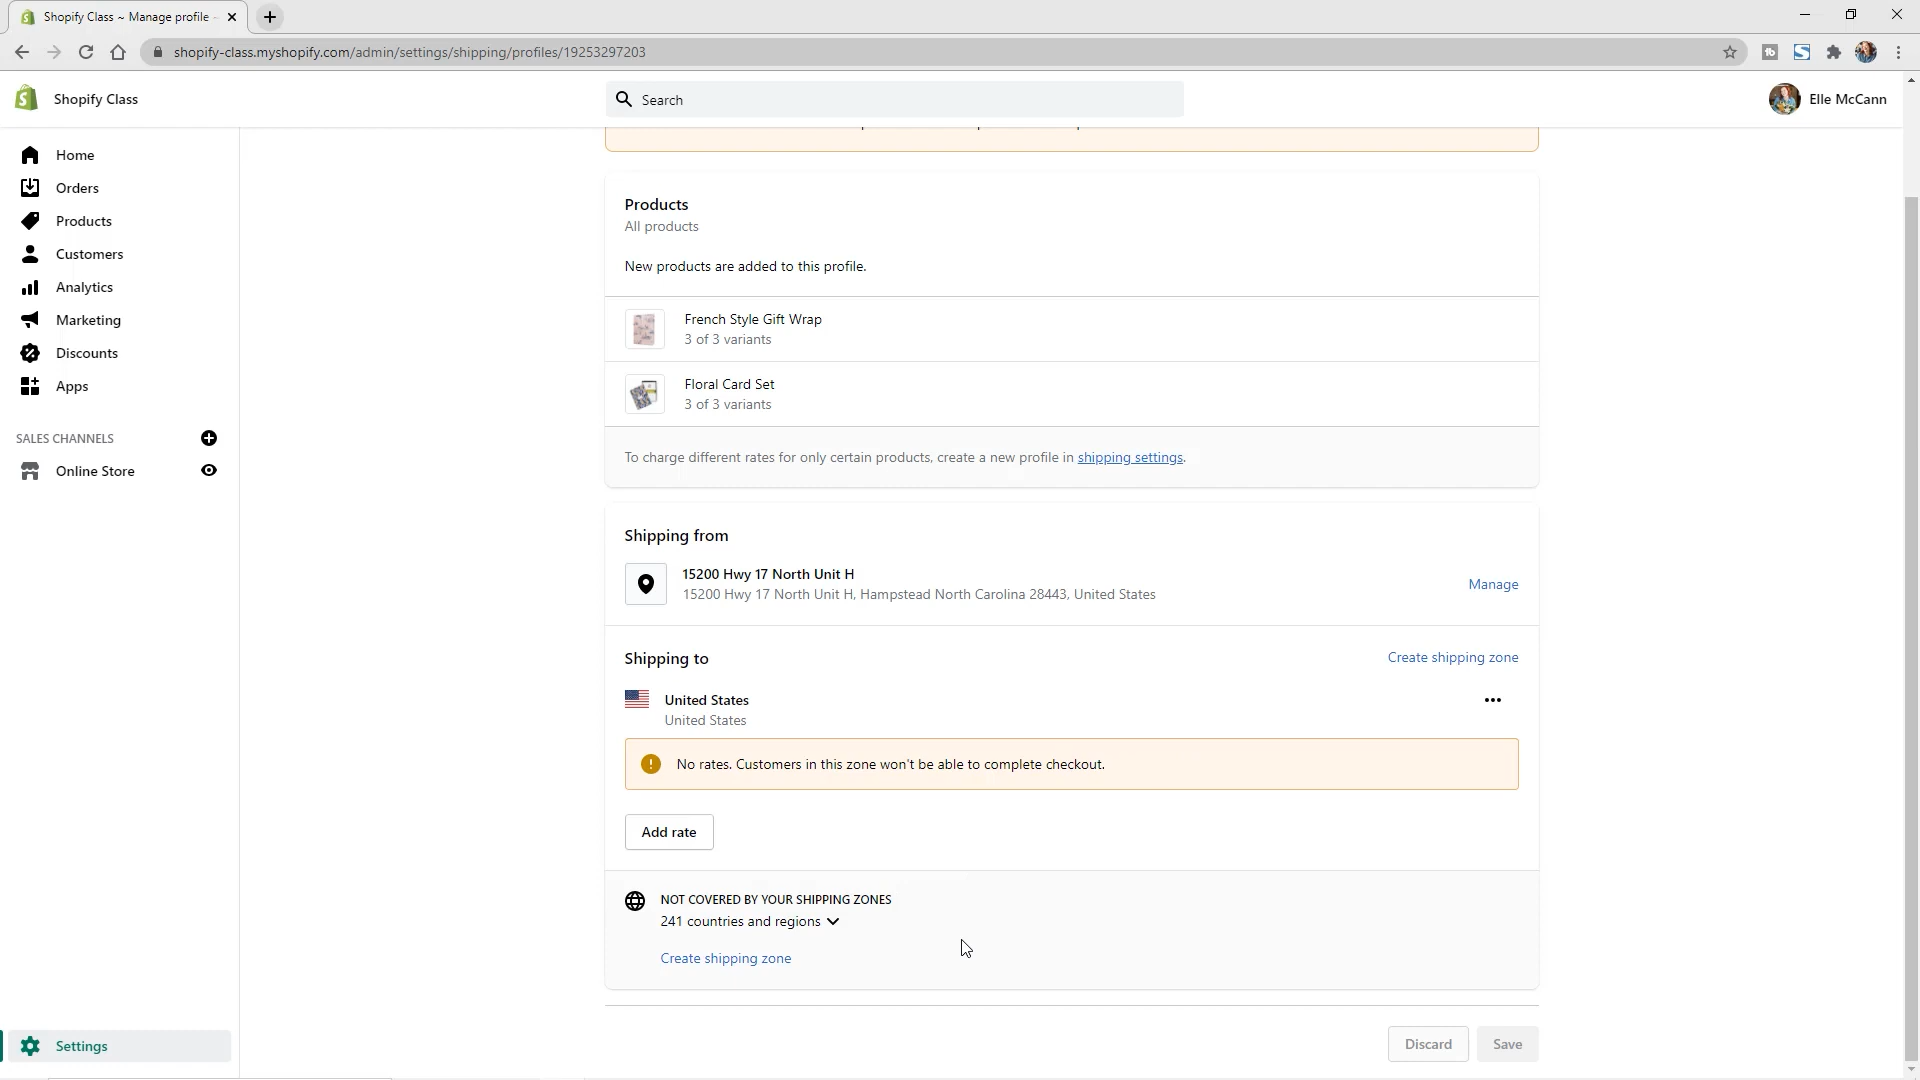 Shopify Class ~ Manage profile
shopify-class.myshopify.com/admin/settings/shipping/profiles/19253297203
Shopify Class
Search
Elle McCann
Home
Orders
Products
Customers
Analytics
Marketing
Discounts
Apps
SALES CHANNELS
Online Store
Settings
Products
All products
New products are added to this profile.
French Style Gift Wrap
3 of 3 variants
Floral Card Set
3 of 3 variants
To charge different rates for only certain products, create a new profile in shipping settings.
Shipping from
15200 Hwy 17 North Unit H
15200 Hwy 17 North Unit H, Hampstead North Carolina 28443, United States
Manage
Shipping to
Create shipping zone
United States
United States
No rates. Customers in this zone won't be able to complete checkout.
Add rate
NOT COVERED BY YOUR SHIPPING ZONES
241 countries and regions
Create shipping zone
Discard
Save